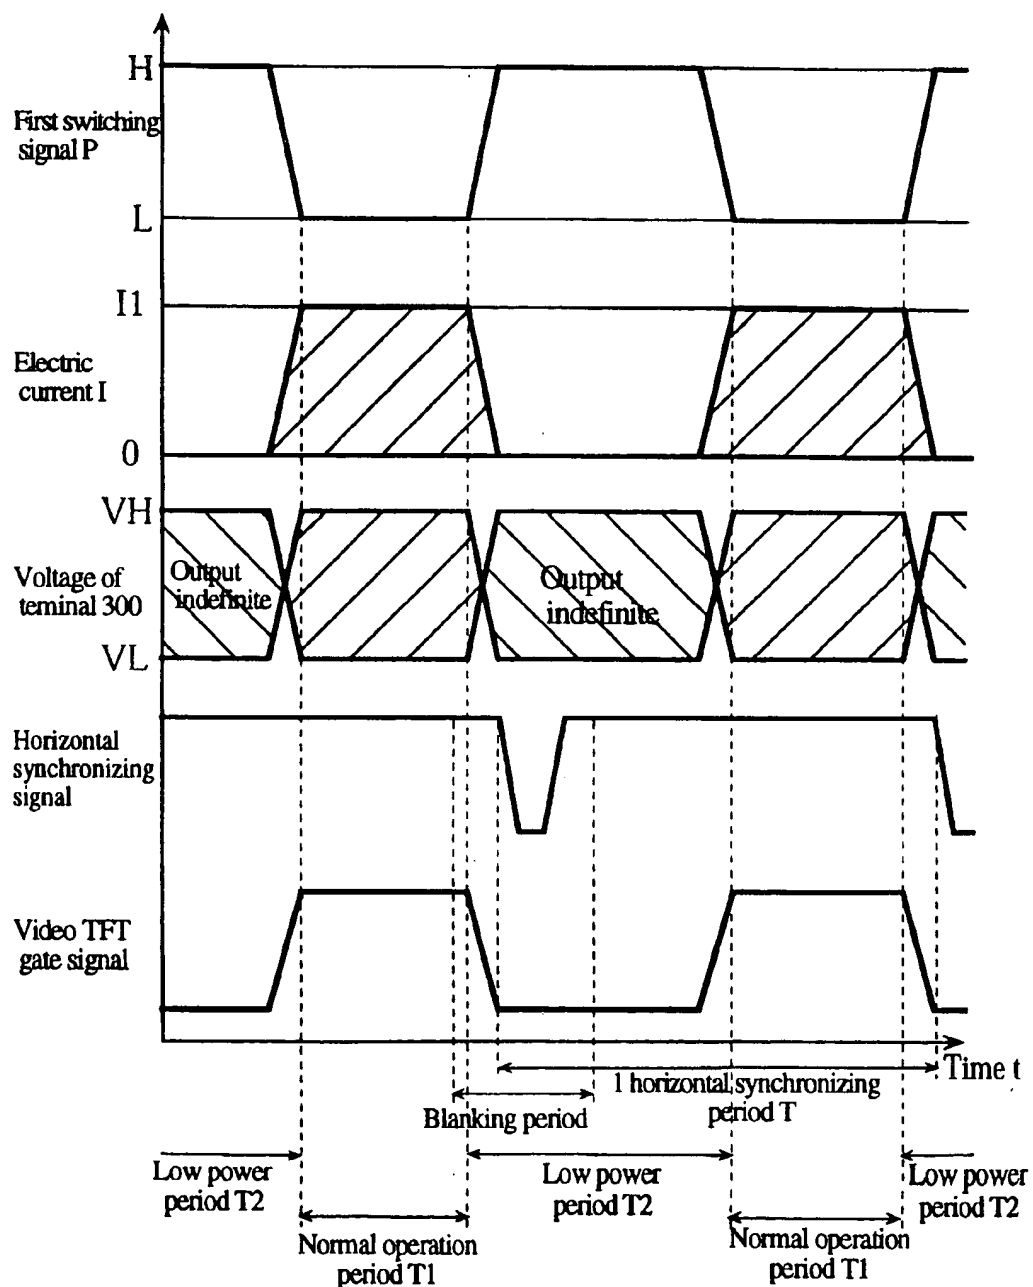 H
First switching
signal P
L
I1
Electric
current I
0
VH
Output
indefinite
Output
indefinite
Voltage of
teminal 300
VL
Horizontal
synchronizing
signal
Video TFT
gate signal
Time t
1 horizontal synchronizing
period T
Blanking period
Low power
period T2
Low power
period T2
Low power
period T2
Normal operation
period T1
Normal operation
period T1